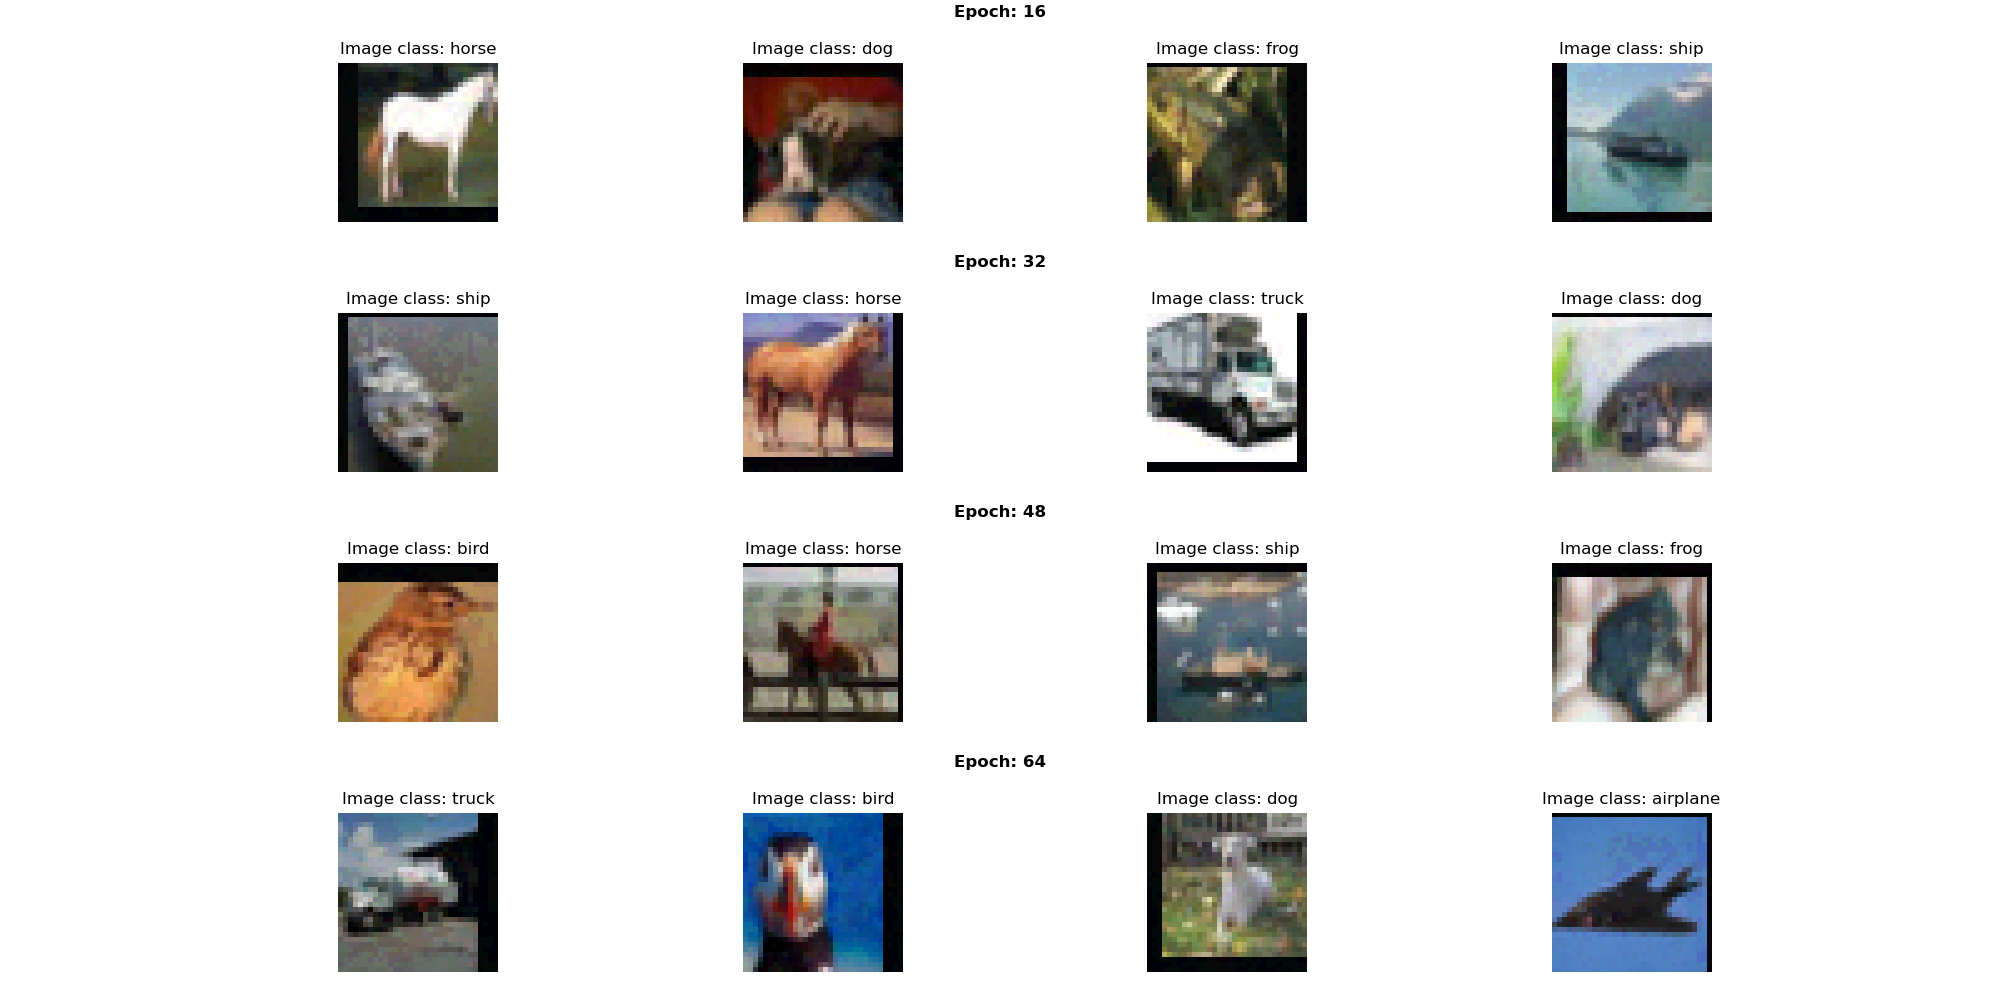 Epoch: 16
Image class: horse
Image class: dog
Image class: frog
Image class: ship
Epoch: 32
Image class: ship
Image class: horse
Image class: truck
Image class: dog
Epoch: 48
Image class: bird
Image class: horse
Image class: ship
Image class: frog
Epoch: 64
Image class: truck
Image class: bird
Image class: dog
Image class: airplane